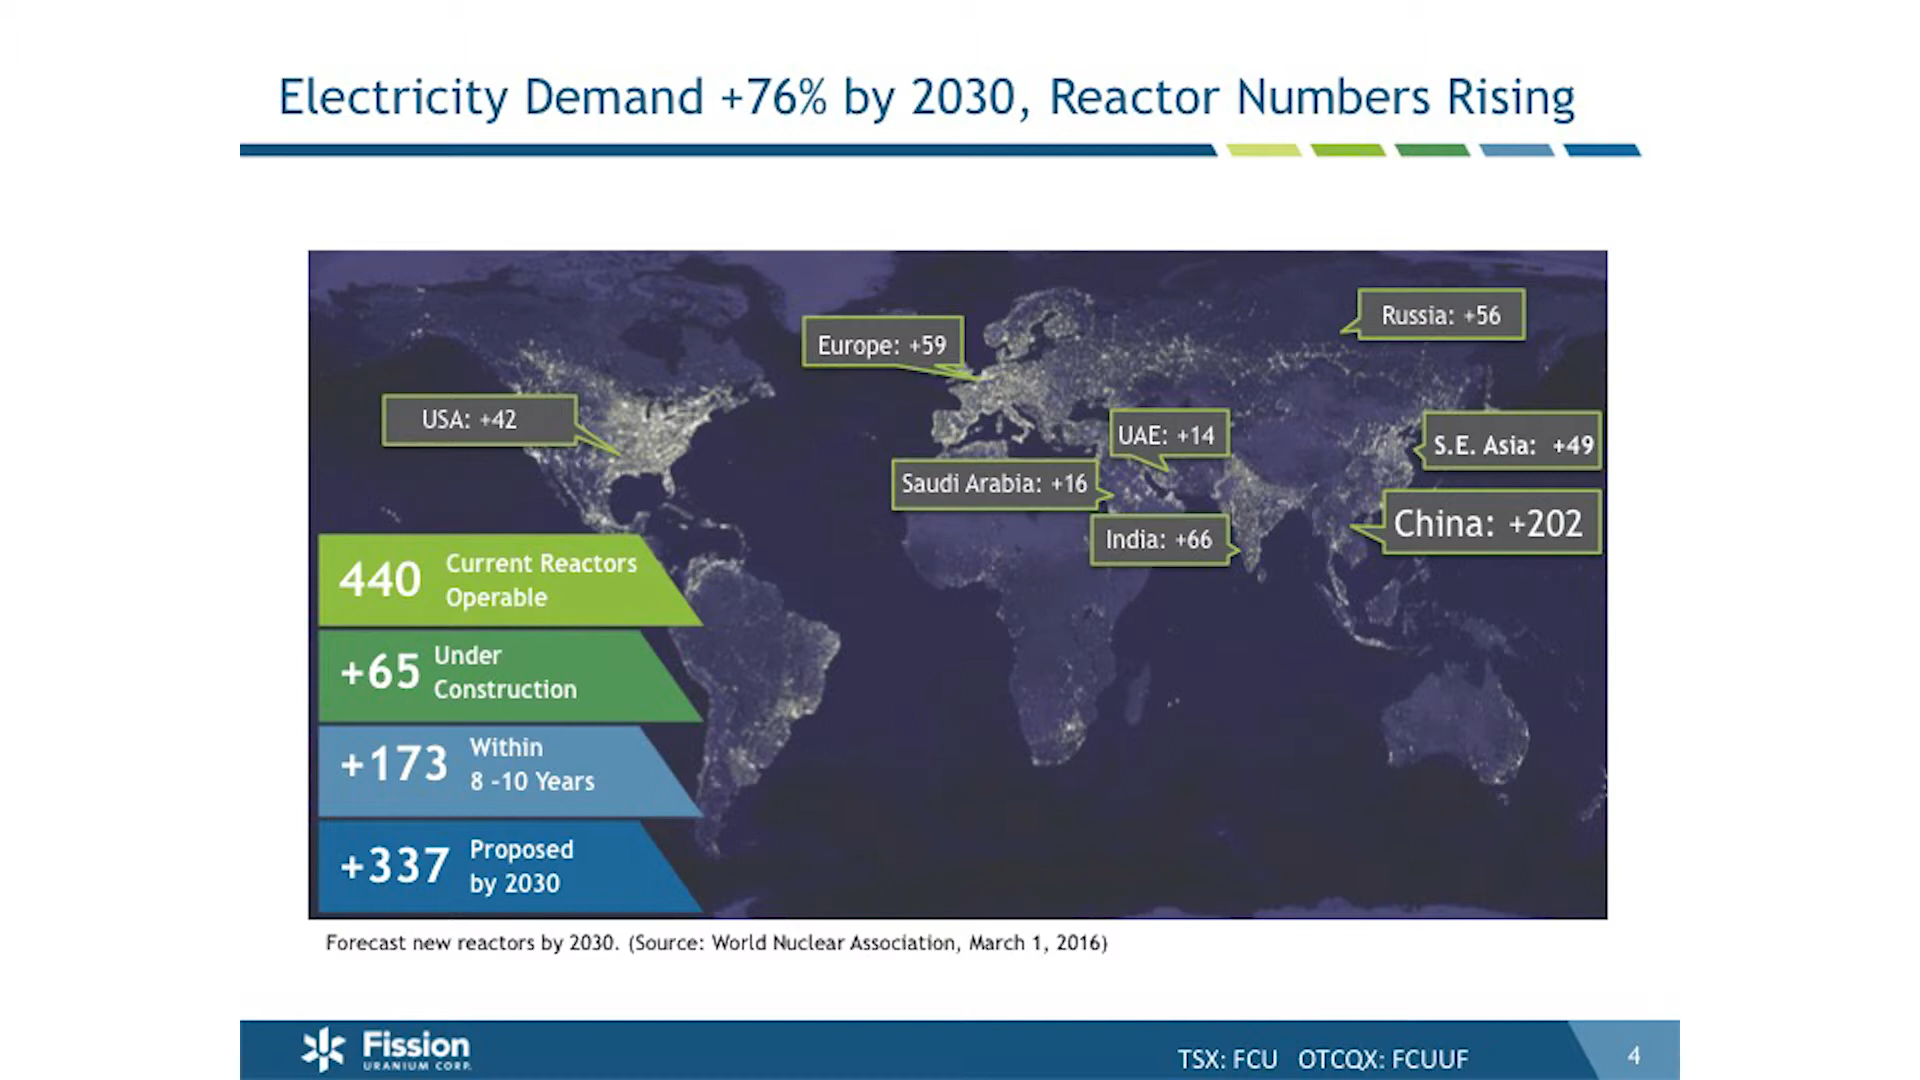 Electricity Demand +76% by 2030, Reactor Numbers Rising
Russia: +56
Europe: +59
USA: +42
UAE: +14
S.E. Asia: +49
Saudi Arabia: +16
China: +202
India: +66
440 Current Reactors
Operable
+65 Under
Construction
+173 Within
8 -10 Years
+337 Proposed
by 2030
Forecast new reactors by 2030. (Source: World Nuclear Association, March 1, 2016)
Fission
URANIUM CORP.
TSX: FCU OTCQX: FCUUF
4